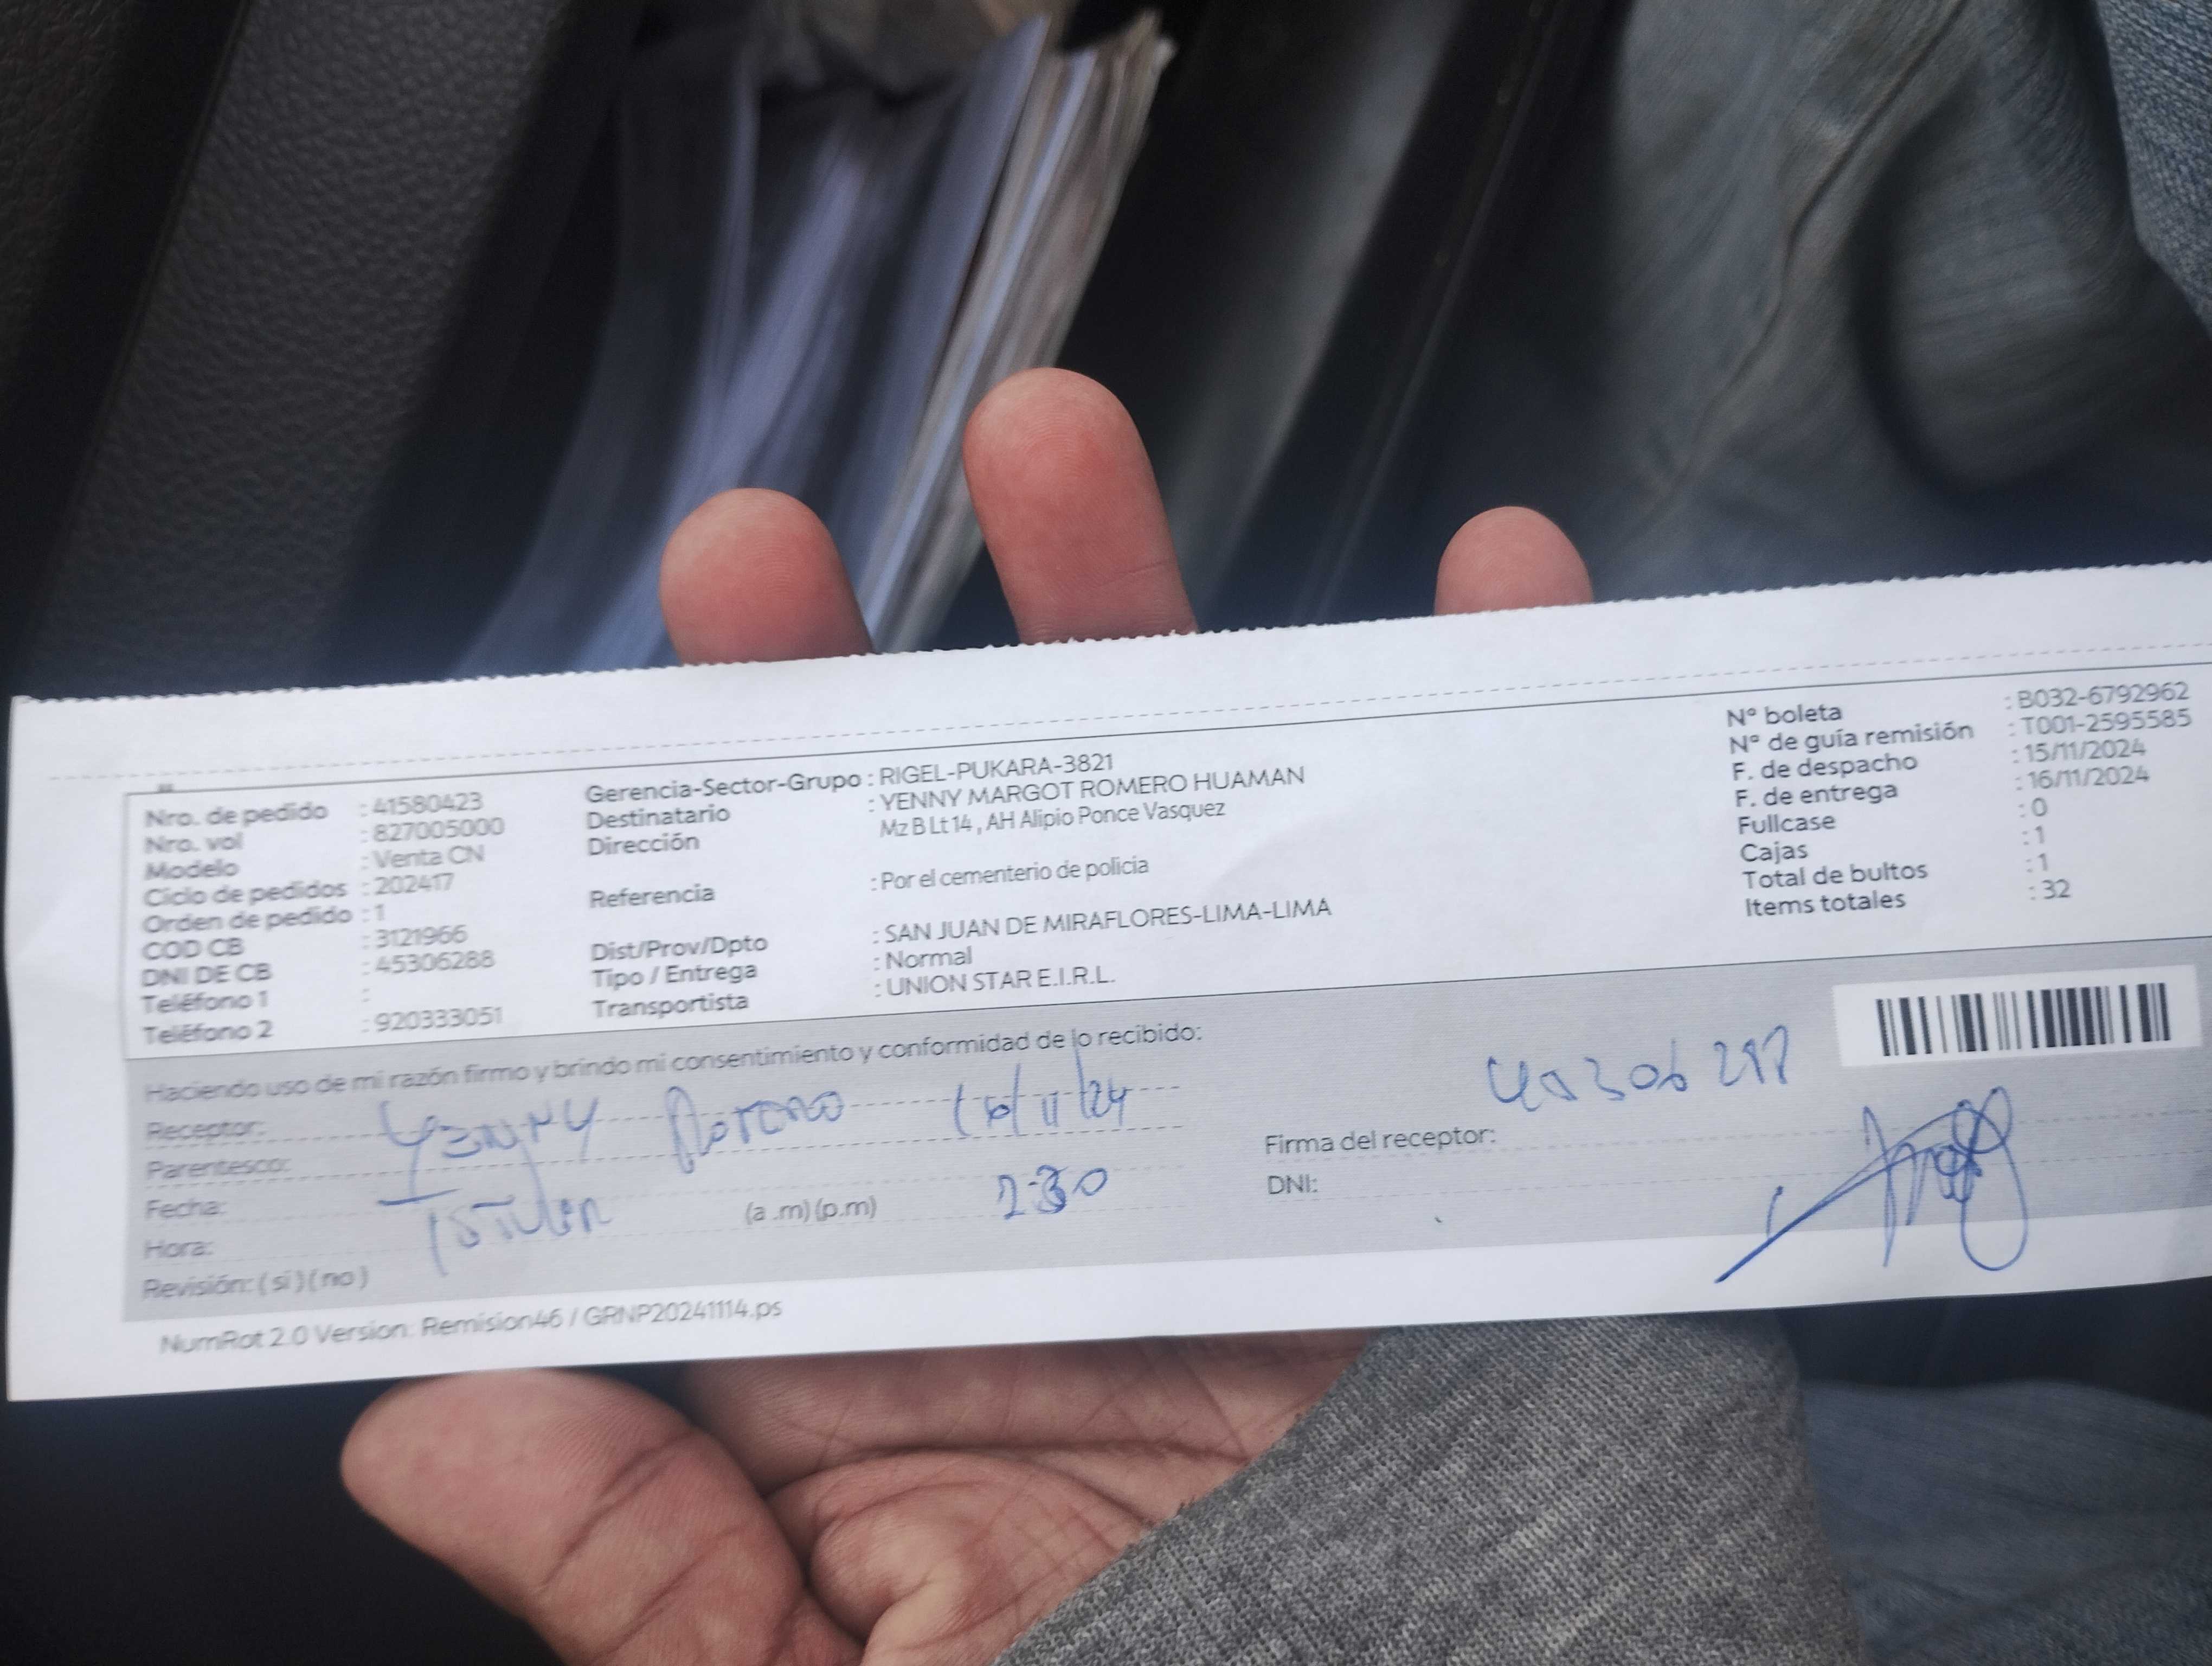 Nro. de pedido : 41580423
Nro. vol : 827005000
Modelo : Venta CN
Ciclo de pedidos : 202417
Orden de pedido : 1
COD CB : 3121966
DNI DE CB : 45306288
Teléfono 1 :
Teléfono 2 : 920333051
Gerencia-Sector-Grupo : RIGEL-PUKARA-3821
Destinatario : YENNY MARGOT ROMERO HUAMAN
Dirección Mz B Lt 14 , AH Alipio Ponce Vasquez
Referencia : Por el cementerio de policia
Dist/Prov/Dpto : SAN JUAN DE MIRAFLORES-LIMA-LIMA
Tipo / Entrega : Normal
Transportista : UNION STAR E.I.R.L.
N° boleta : B032-6792962
N° de guía remisión : T001-2595585
F. de despacho : 15/11/2024
F. de entrega : 16/11/2024
Fullcase : 0
Cajas : 1
Total de bultos : 1
Items totales : 32
Haciendo uso de mi razón firmo y brindo mi consentimiento y conformidad de lo recibido:
Receptor: 16/11/24
Parentesco:
Fecha:
Hora: (a .m) (p.m) 2:30
Revisión: ( si ) ( no )
Firma del receptor:
DNI:
NumRot 2.0 Version: Remision46 / GRNP20241114.ps